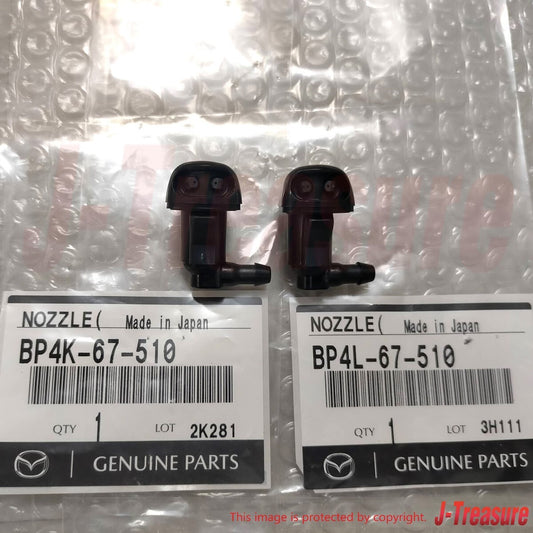 J-Treasure
NOZZLE( Made in Japan
BP4K-67-510
QTY 1 LOT 2K281
GENUINE PARTS
NOZZLE( Made in Japan
BP4L-67-510
QTY 1 LOT 3H111
GENUINE PARTS
This image is protected by copyright. J-Treasure